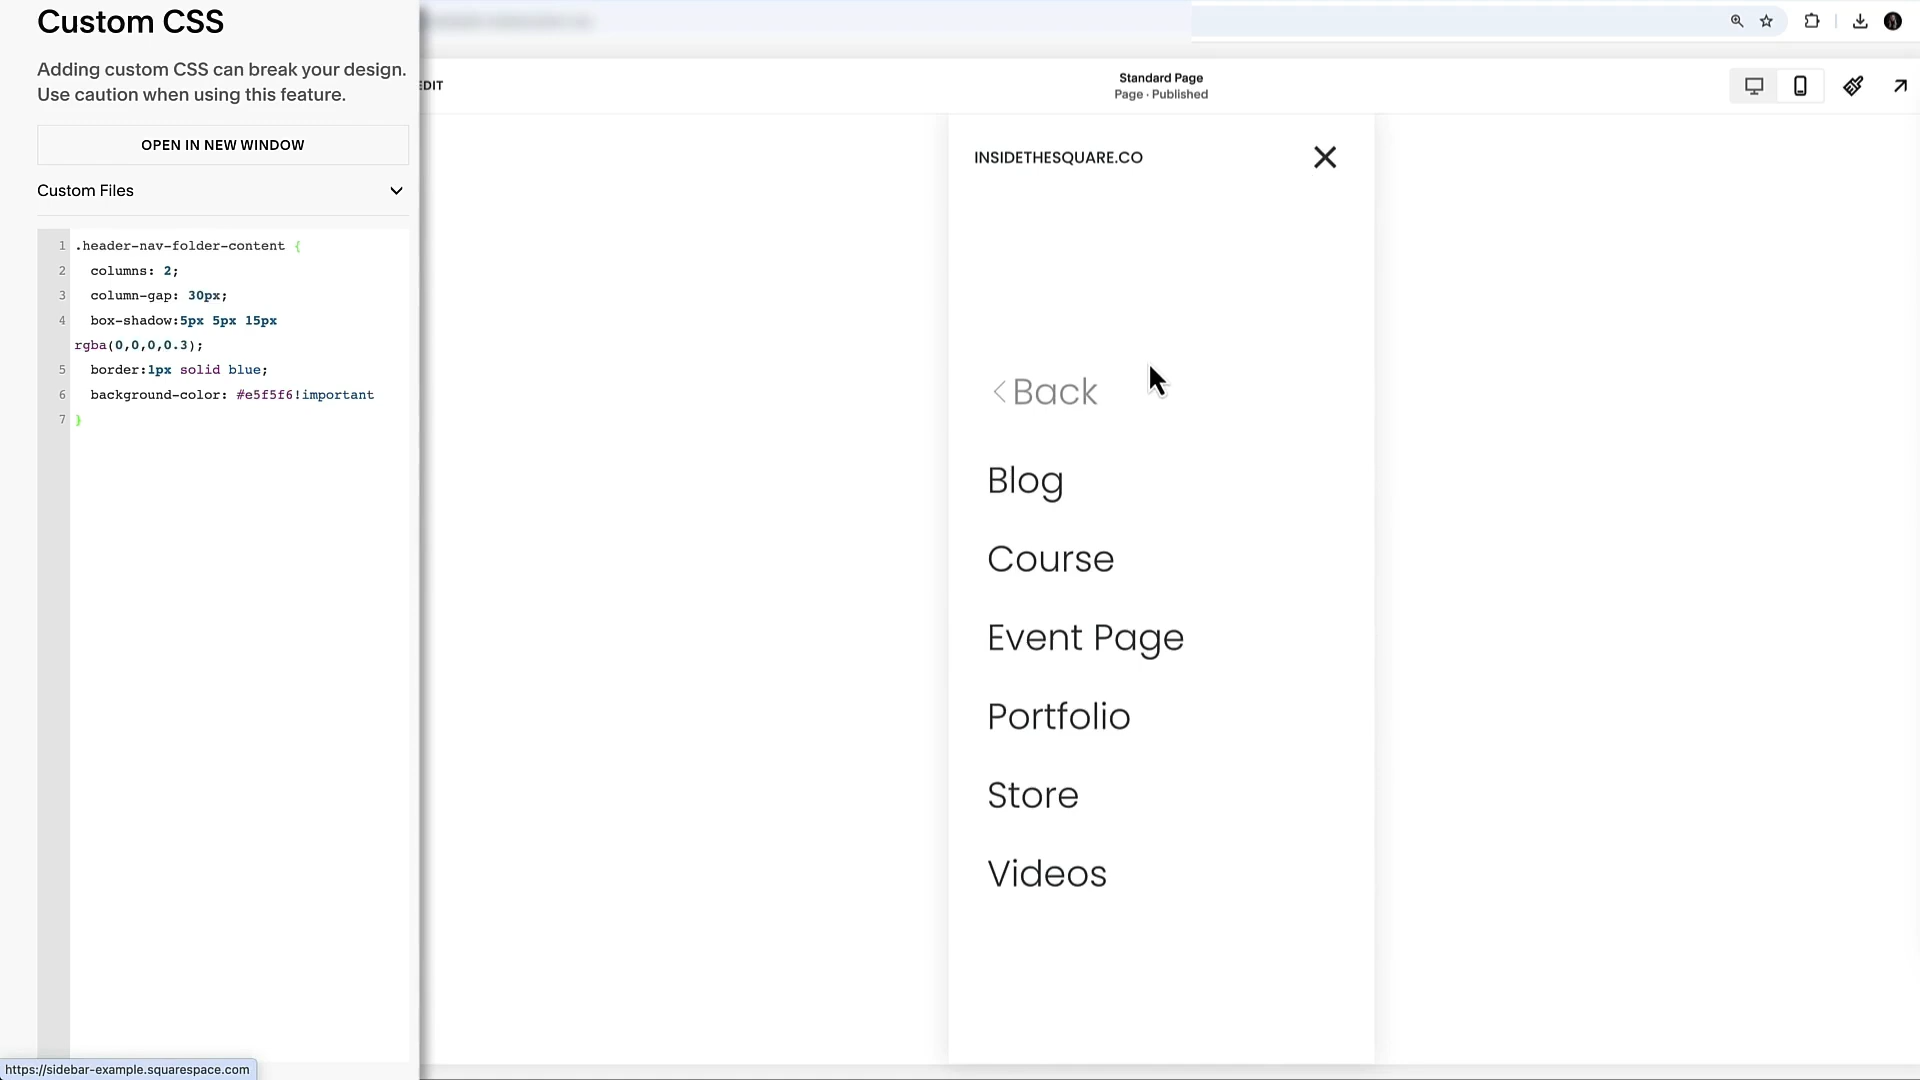 Custom CSS
Adding custom CSS can break your design.
Use caution when using this feature.
OPEN IN NEW WINDOW
Custom Files
1 .header-nav-folder-content {
2 columns: 2;
3 column-gap: 30px;
4 box-shadow:5px 5px 15px
rgba(0,0,0,0.3);
5 border:1px solid blue;
6 background-color: #e5f5f6!important
7 }
https://sidebar-example.squarespace.com
EDIT
Standard Page
Page · Published
INSIDETHESQUARE.CO
Back
Blog
Course
Event Page
Portfolio
Store
Videos